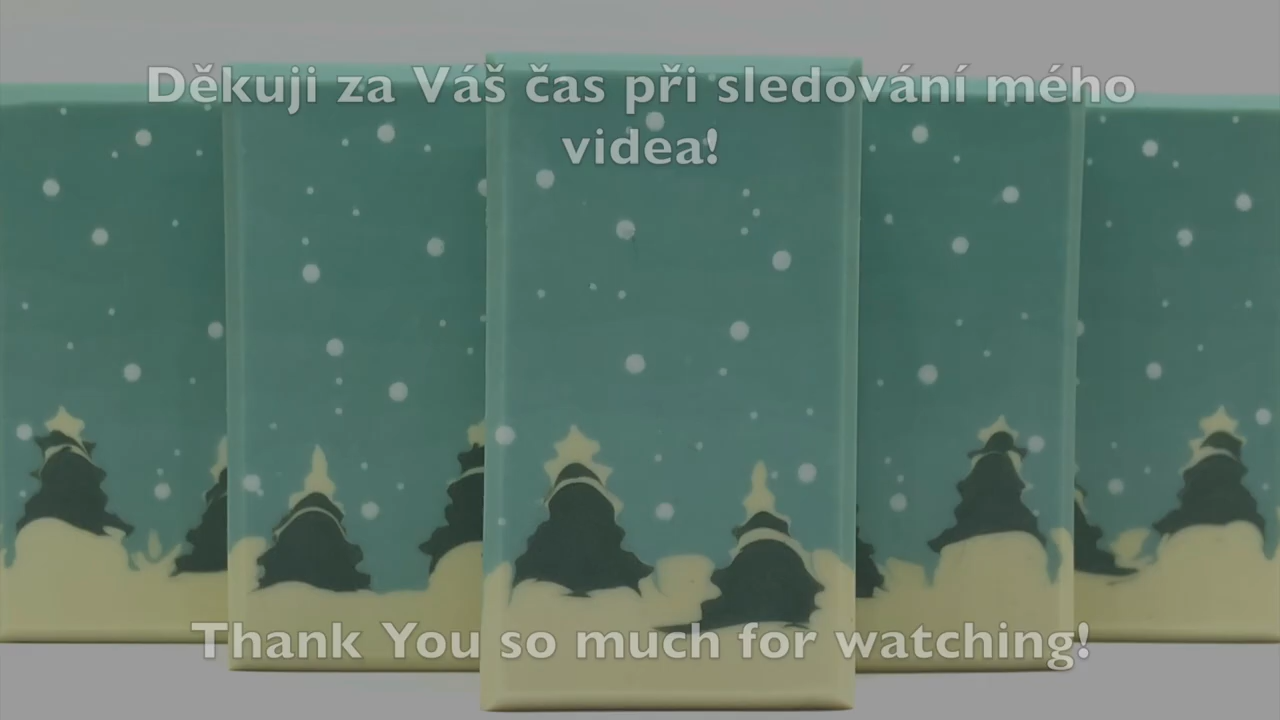 Děkuji za Váš čas při sledování mého
videa!
Thank You so much for watching!